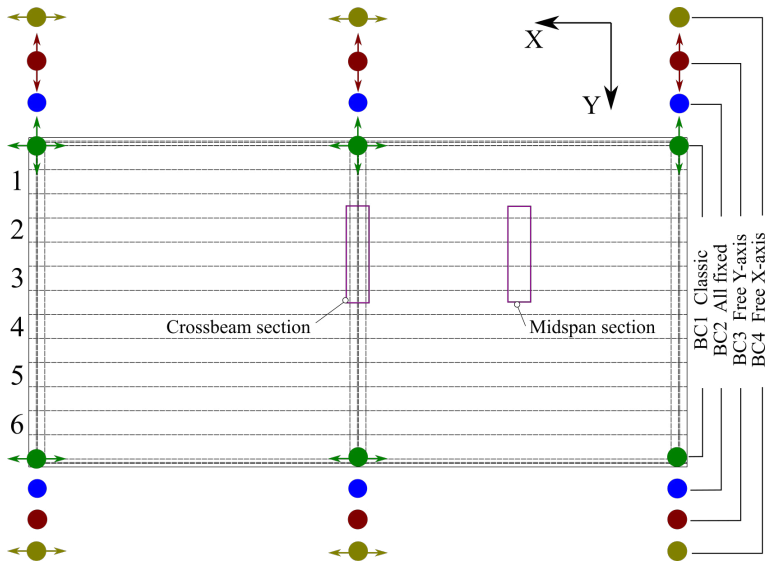 X
Y
1
2
3
4
5
6
Crossbeam section
Midspan section
BC1 Classic
BC2 All fixed
BC3 Free Y-axis
BC4 Free X-axis